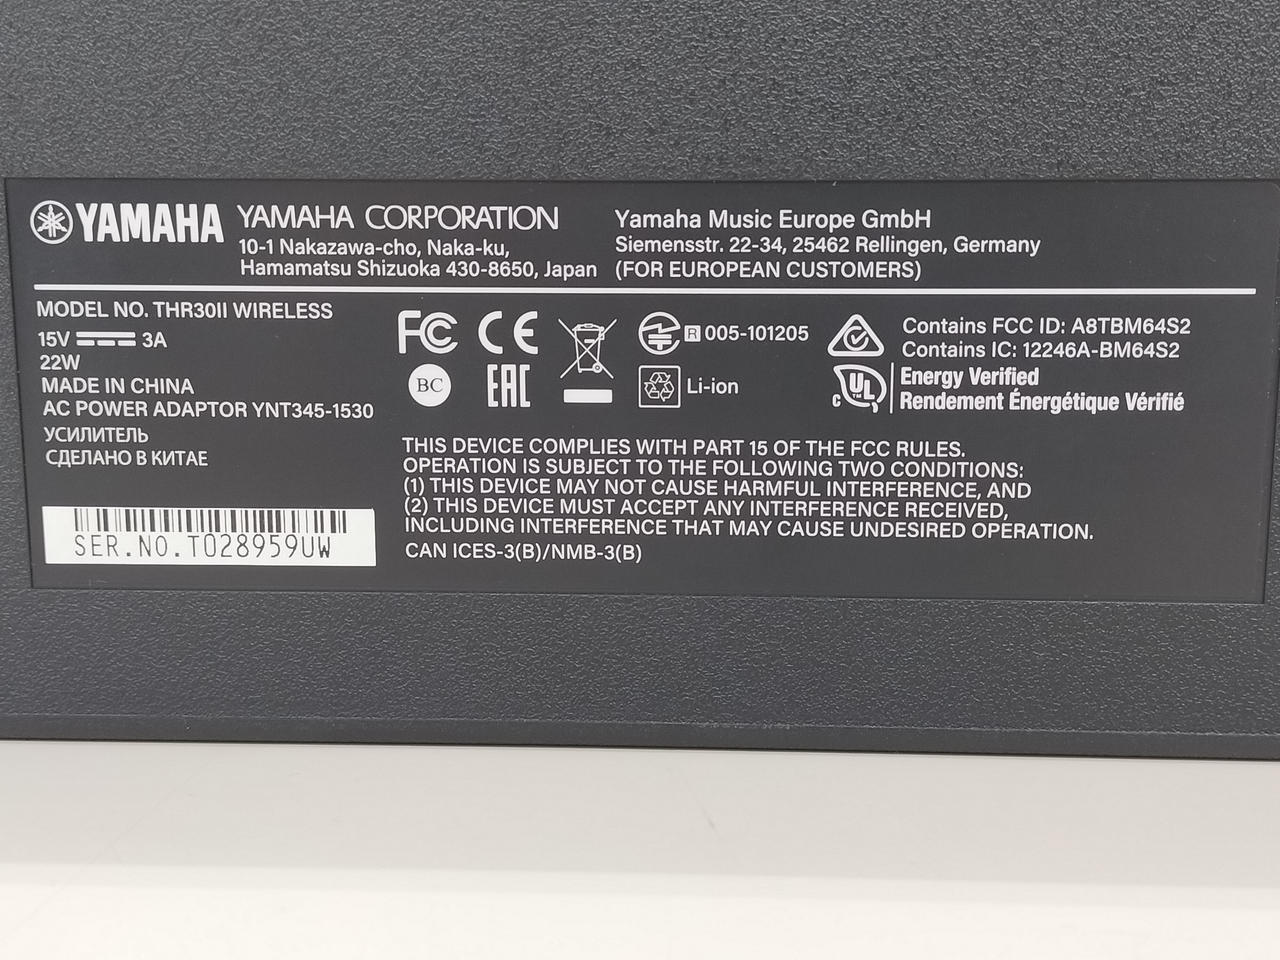 YAMAHA YAMAHA CORPORATION
10-1 Nakazawa-cho, Naka-ku,
Hamamatsu Shizuoka 430-8650, Japan
Yamaha Music Europe GmbH
Siemensstr. 22-34, 25462 Rellingen, Germany
(FOR EUROPEAN CUSTOMERS)
MODEL NO. THR30II WIRELESS
15V 3A
22W
MADE IN CHINA
AC POWER ADAPTOR YNT345-1530
УСИЛИТЕЛЬ
СДЕЛАНО В КИТАЕ
SER.NO.T028959UW
FC CE R 005-101205
BC EAC Li-ion
Contains FCC ID: A8TBM64S2
Contains IC: 12246A-BM64S2
c UL TM Energy Verified
Rendement Énergétique Vérifié
THIS DEVICE COMPLIES WITH PART 15 OF THE FCC RULES.
OPERATION IS SUBJECT TO THE FOLLOWING TWO CONDITIONS:
(1) THIS DEVICE MAY NOT CAUSE HARMFUL INTERFERENCE, AND
(2) THIS DEVICE MUST ACCEPT ANY INTERFERENCE RECEIVED,
INCLUDING INTERFERENCE THAT MAY CAUSE UNDESIRED OPERATION.
CAN ICES-3(B)/NMB-3(B)